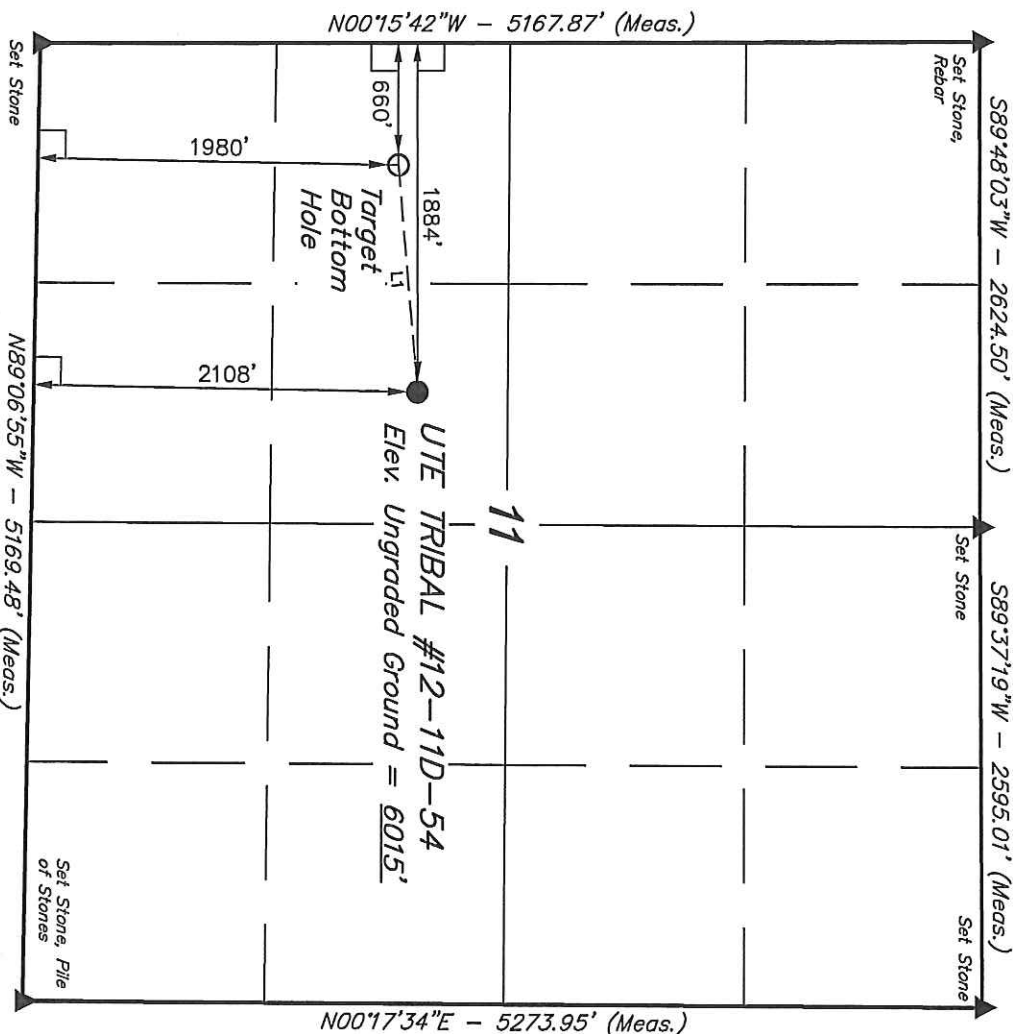 N00°15'42"W - 5167.87' (Meas.)
S89°48'03"W - 2624.50' (Meas.)
S89°37'19"W - 2595.01' (Meas.)
Set Stone,
Rebar
Set Stone
Set Stone
Set Stone
660'
1884'
1980'
2108'
Target
Bottom
Hole
L1
11
UTE TRIBAL #12-11D-54
Elev. Ungraded Ground = 6015'
Set Stone, Pile
of Stones
N89°06'55"W - 5169.48' (Meas.)
N00°17'34"E - 5273.95' (Meas.)